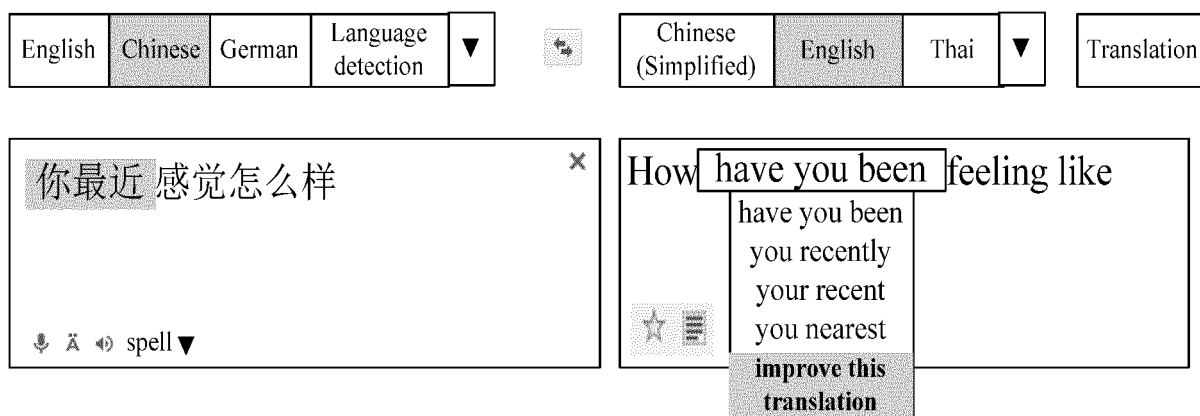 English Chinese German Language detection ▼ Chinese (Simplified) English Thai ▼ Translation
你最近 感觉怎么样 ×
How have you been feeling like
have you been
you recently
your recent
you nearest
improve this
translation
Ä spell ▼